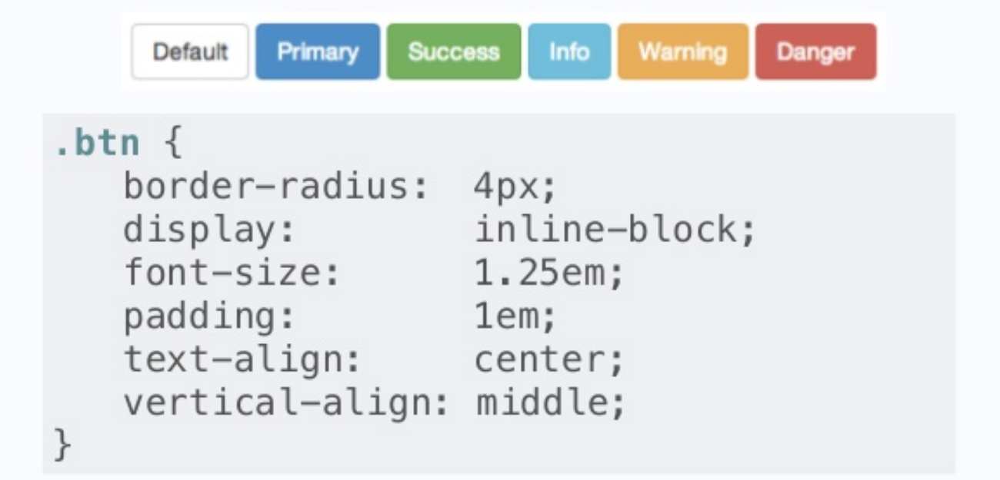 Default Primary Success Info Warning Danger
.btn {
    border-radius:  4px;
    display:        inline-block;
    font-size:      1.25em;
    padding:        1em;
    text-align:     center;
    vertical-align: middle;
}